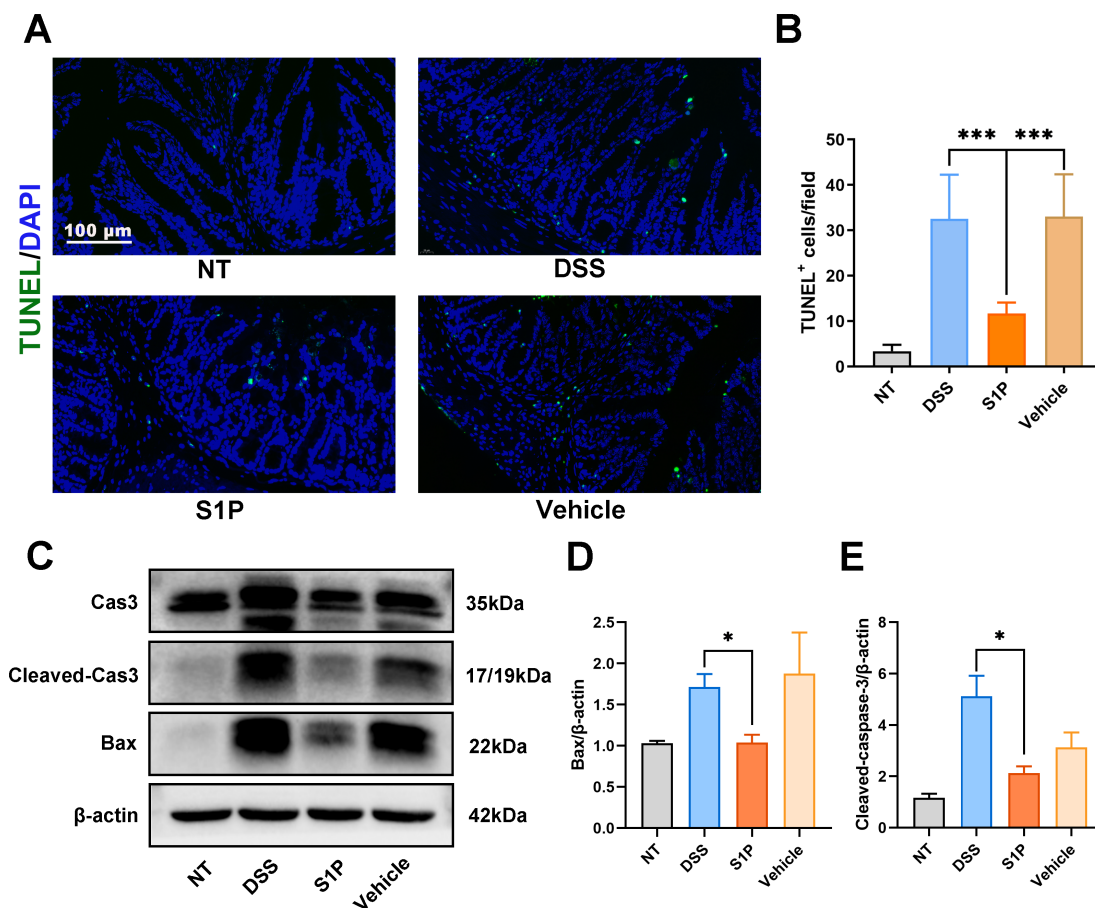 A
TUNEL/DAPI
100 µm
NT
DSS
S1P
Vehicle
B
*** ***
TUNEL+ cells/field
50
40
30
20
10
0
NT
DSS
S1P
Vehicle
C
Cas3
35kDa
Cleaved-Cas3
17/19kDa
Bax
22kDa
β-actin
42kDa
NT
DSS
S1P
Vehicle
D
*
Bax/β-actin
2.5
2.0
1.5
1.0
0.5
0.0
NT
DSS
S1P
Vehicle
E
*
Cleaved-caspase-3/β-actin
8
6
4
2
0
NT
DSS
S1P
Vehicle